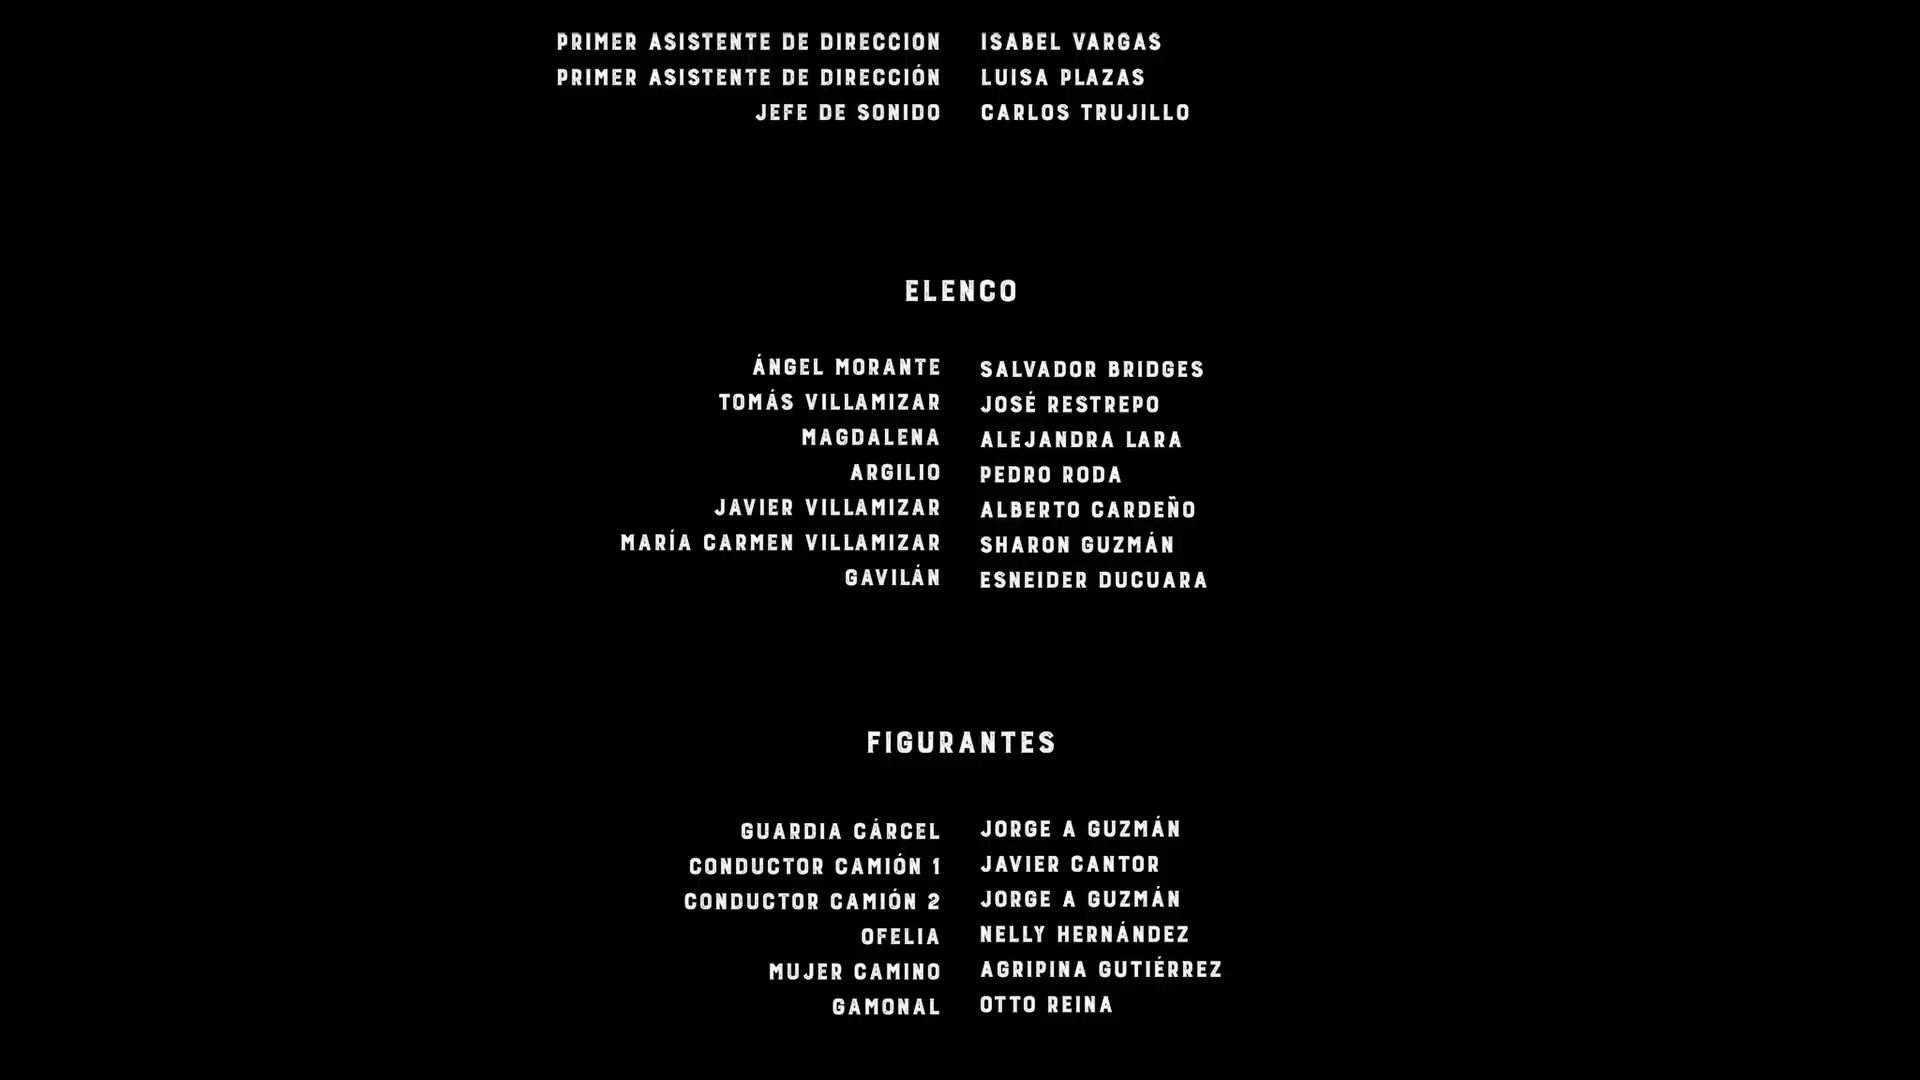 PRIMER ASISTENTE DE DIRECCION ISABEL VARGAS
PRIMER ASISTENTE DE DIRECCIÓN LUISA PLAZAS
JEFE DE SONIDO CARLOS TRUJILLO
ELENCO
ÁNGEL MORANTE SALVADOR BRIDGES
TOMÁS VILLAMIZAR JOSÉ RESTREPO
MAGDALENA ALEJANDRA LARA
ARGILIO PEDRO RODA
JAVIER VILLAMIZAR ALBERTO CARDEÑO
MARÍA CARMEN VILLAMIZAR SHARON GUZMÁN
GAVILÁN ESNEIDER DUCUARA
FIGURANTES
GUARDIA CÁRCEL JORGE A GUZMÁN
CONDUCTOR CAMIÓN 1 JAVIER CANTOR
CONDUCTOR CAMIÓN 2 JORGE A GUZMÁN
OFELIA NELLY HERNÁNDEZ
MUJER CAMINO AGRIPINA GUTIÉRREZ
GAMONAL OTTO REINA